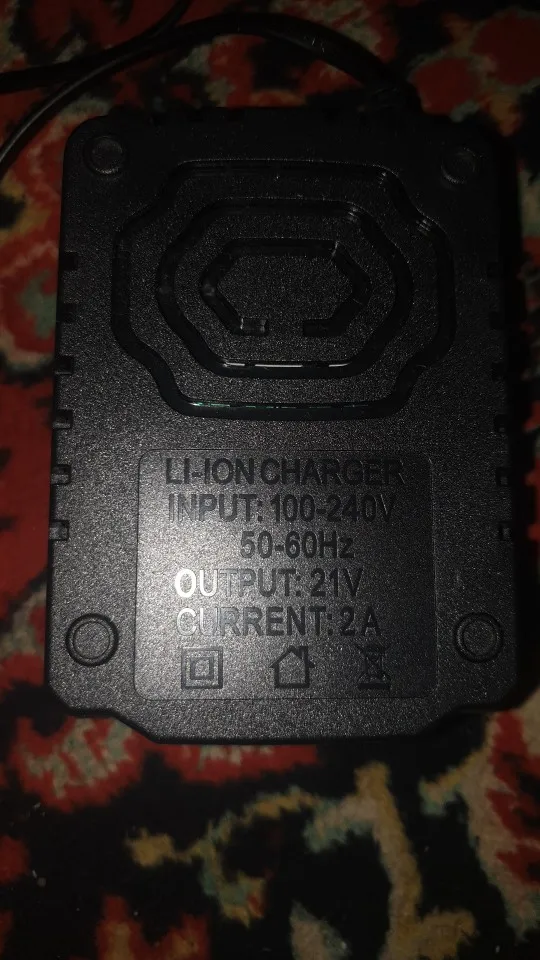 LI-ION CHARGER
INPUT: 100-240V
50-60Hz
OUTPUT: 21V
CURRENT: 2 A